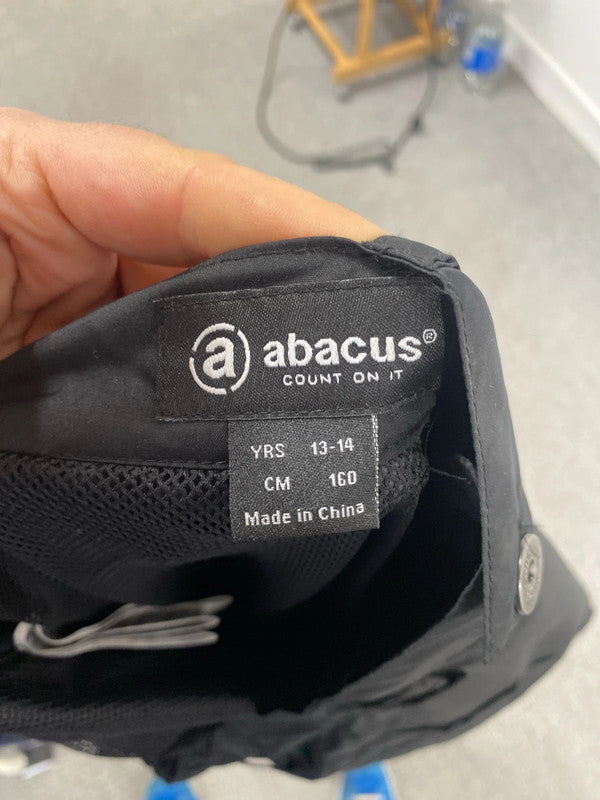 a abacus®
COUNT ON IT
YRS 13-14
CM 160
Made in China